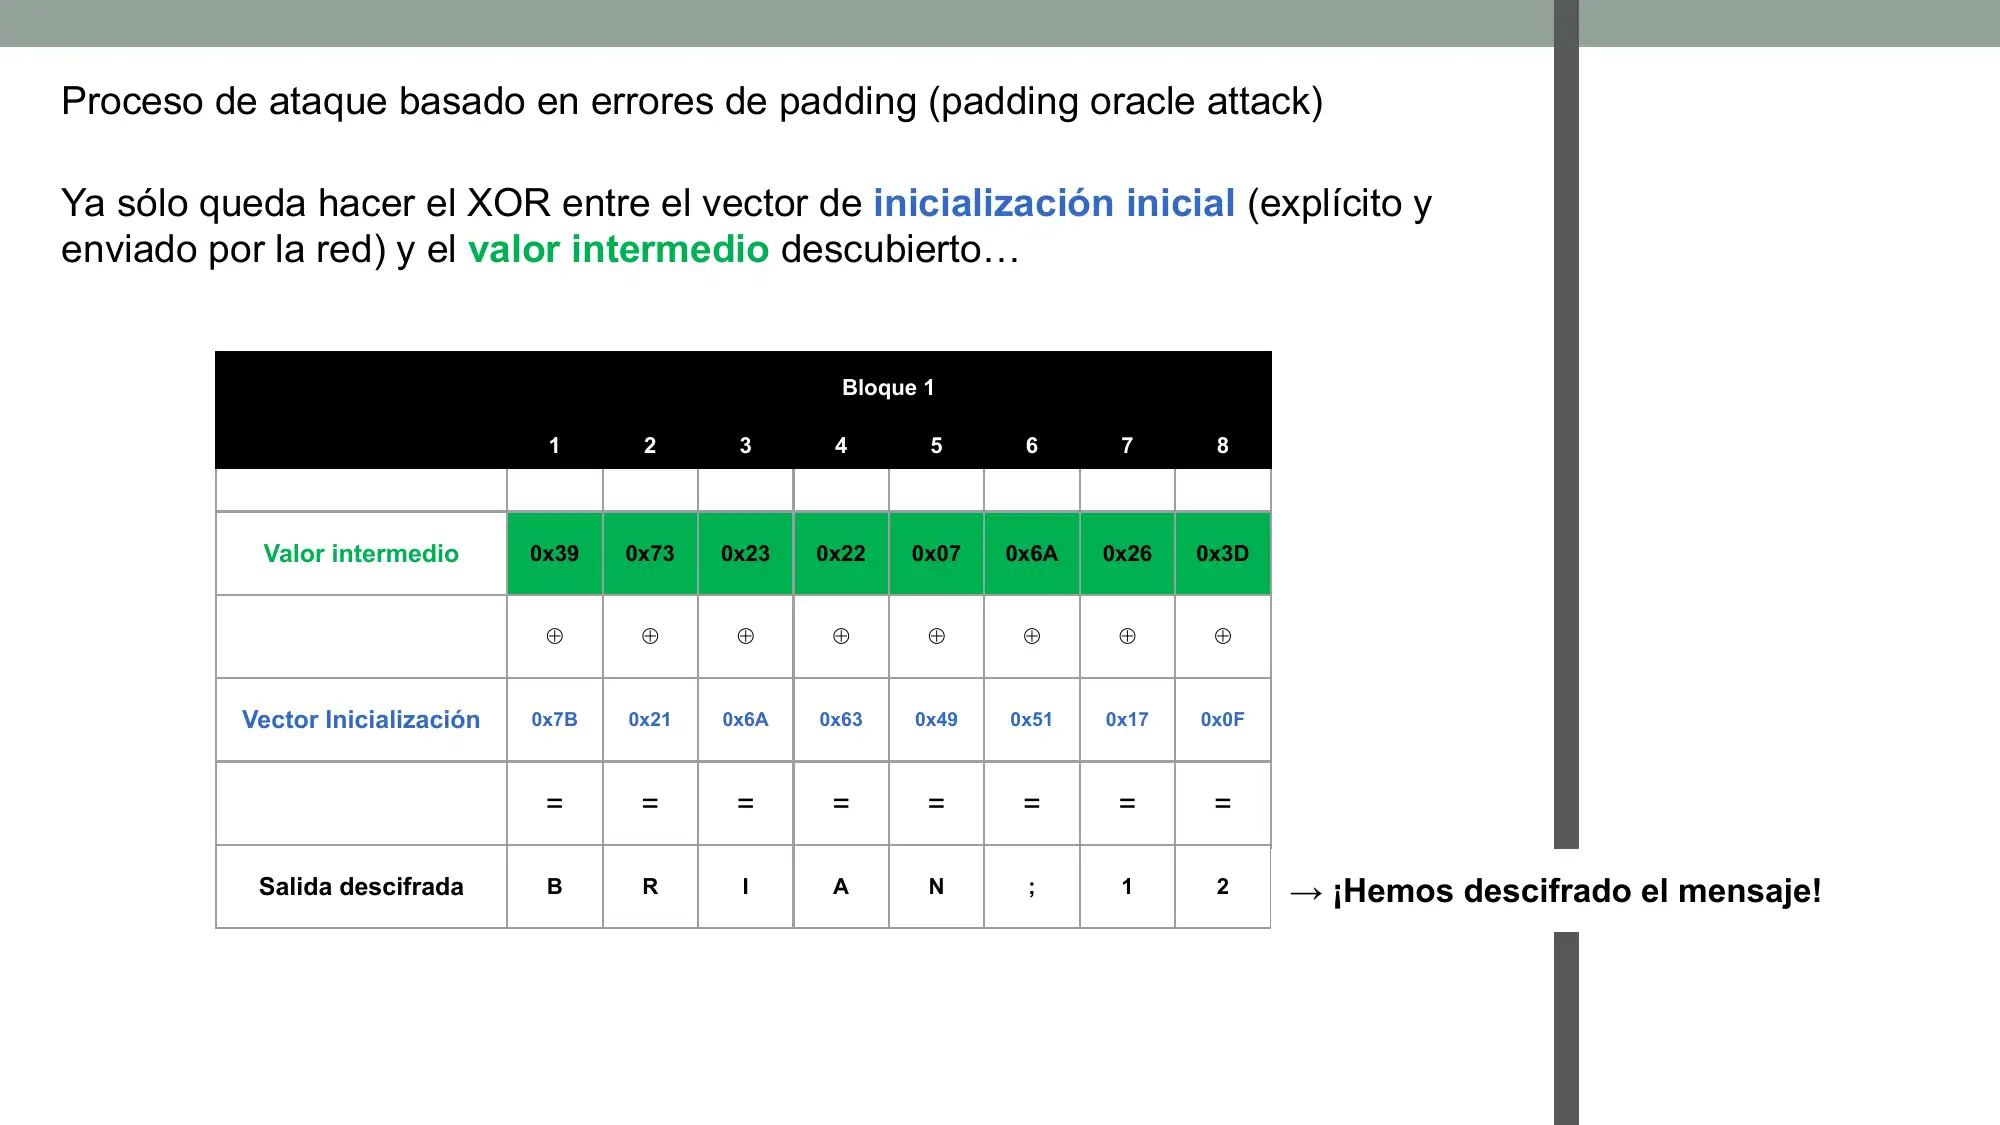 Proceso de ataque basado en errores de padding (padding oracle attack)
Ya sólo queda hacer el XOR entre el vector de inicialización inicial (explícito y
enviado por la red) y el valor intermedio descubierto…
Bloque 1
1 2 3 4 5 6 7 8
Valor intermedio 0x39 0x73 0x23 0x22 0x07 0x6A 0x26 0x3D
⊕ ⊕ ⊕ ⊕ ⊕ ⊕ ⊕ ⊕
Vector Inicialización 0x7B 0x21 0x6A 0x63 0x49 0x51 0x17 0x0F
= = = = = = = =
Salida descifrada B R I A N ; 1 2 → ¡Hemos descifrado el mensaje!